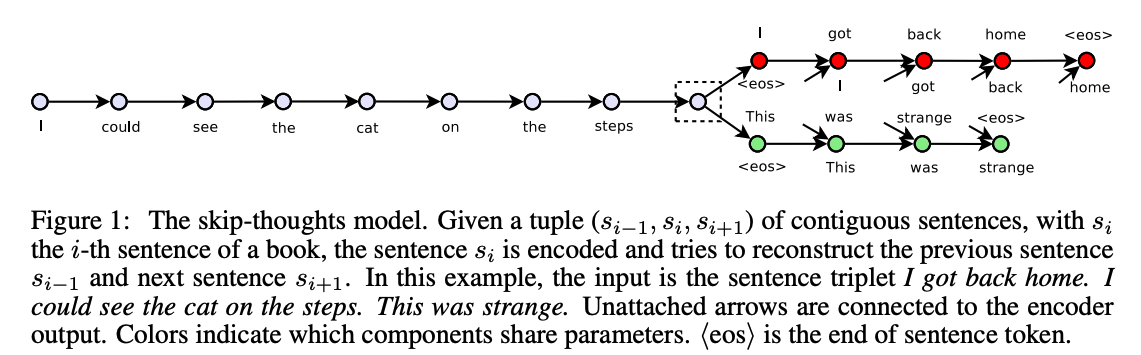 I got back home <eos>
<eos> I got back home
I could see the cat on the steps
This was strange <eos>
<eos> This was strange
Figure 1: The skip-thoughts model. Given a tuple (s_{i−1}, s_i, s_{i+1}) of contiguous sentences, with s_i
the i-th sentence of a book, the sentence s_i is encoded and tries to reconstruct the previous sentence
s_{i−1} and next sentence s_{i+1}. In this example, the input is the sentence triplet I got back home. I
could see the cat on the steps. This was strange. Unattached arrows are connected to the encoder
output. Colors indicate which components share parameters. ⟨eos⟩ is the end of sentence token.